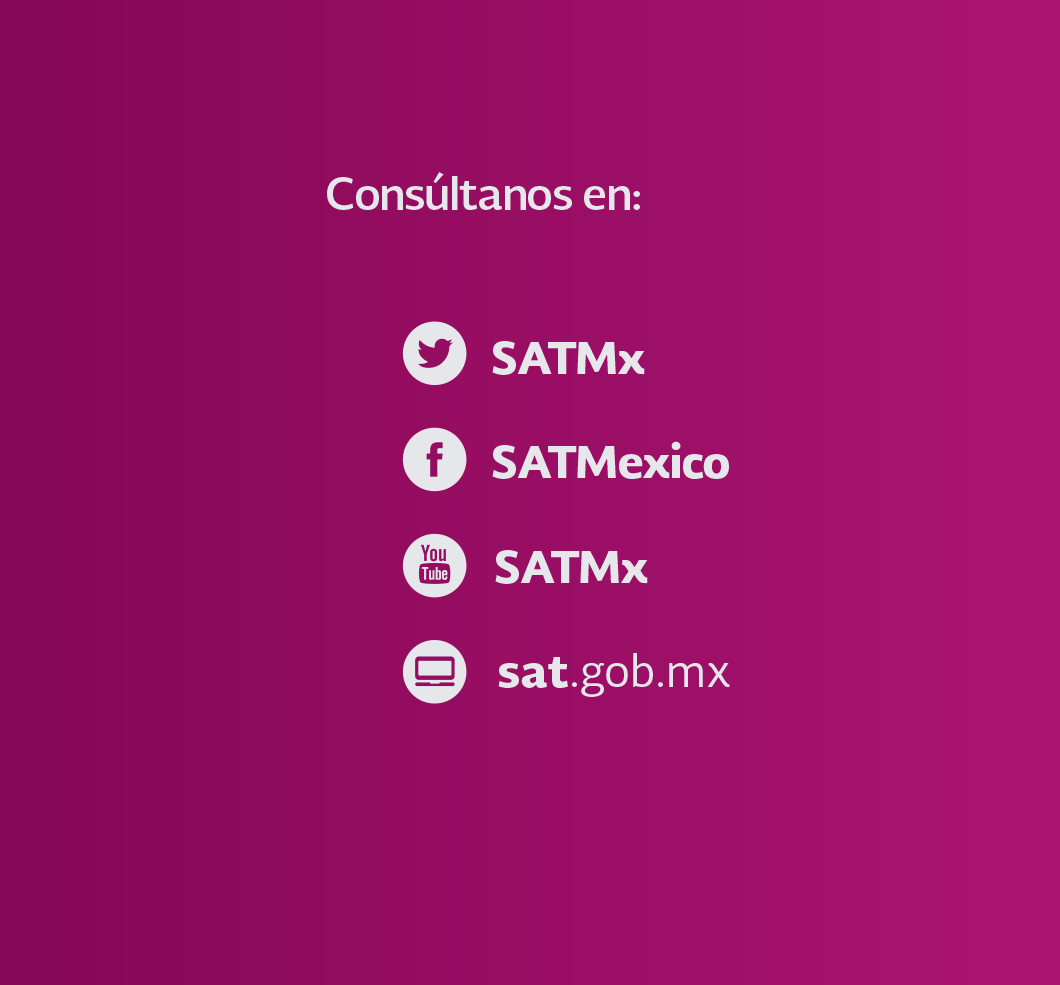 Consúltanos en:
SATMx
SATMexico
You
Tube
SATMx
sat.gob.mx